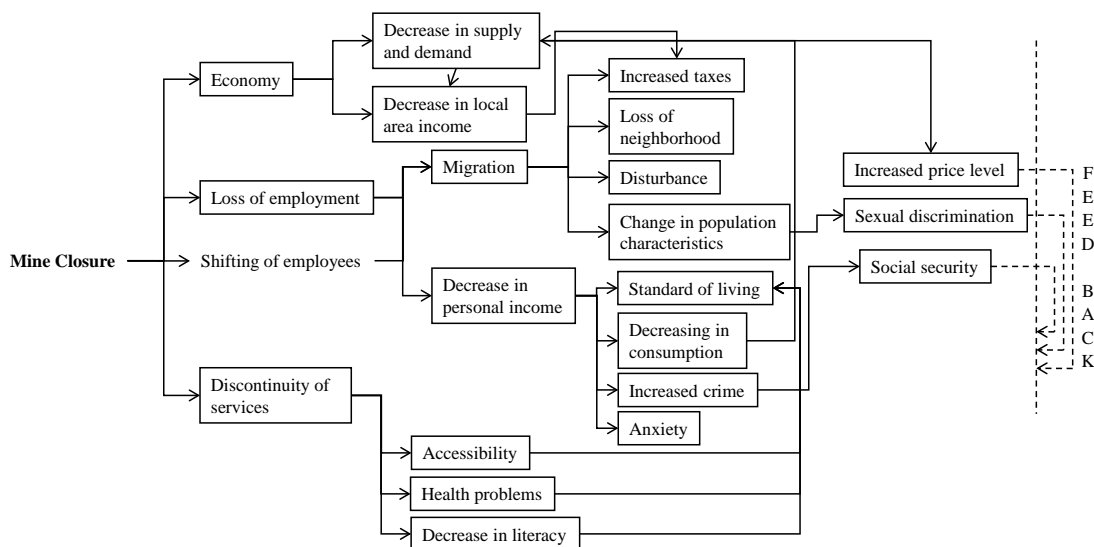 Decrease in supply
and demand
Economy
Decrease in local
area income
Increased taxes
Loss of
neighborhood
Migration
Disturbance
Increased price level
Loss of employment
Change in population
characteristics
Sexual discrimination
Mine Closure
Shifting of employees
Social security
Decrease in
personal income
Standard of living
Decreasing in
consumption
Discontinuity of
services
Increased crime
Anxiety
Accessibility
Health problems
Decrease in literacy
F
E
E
D
B
A
C
K